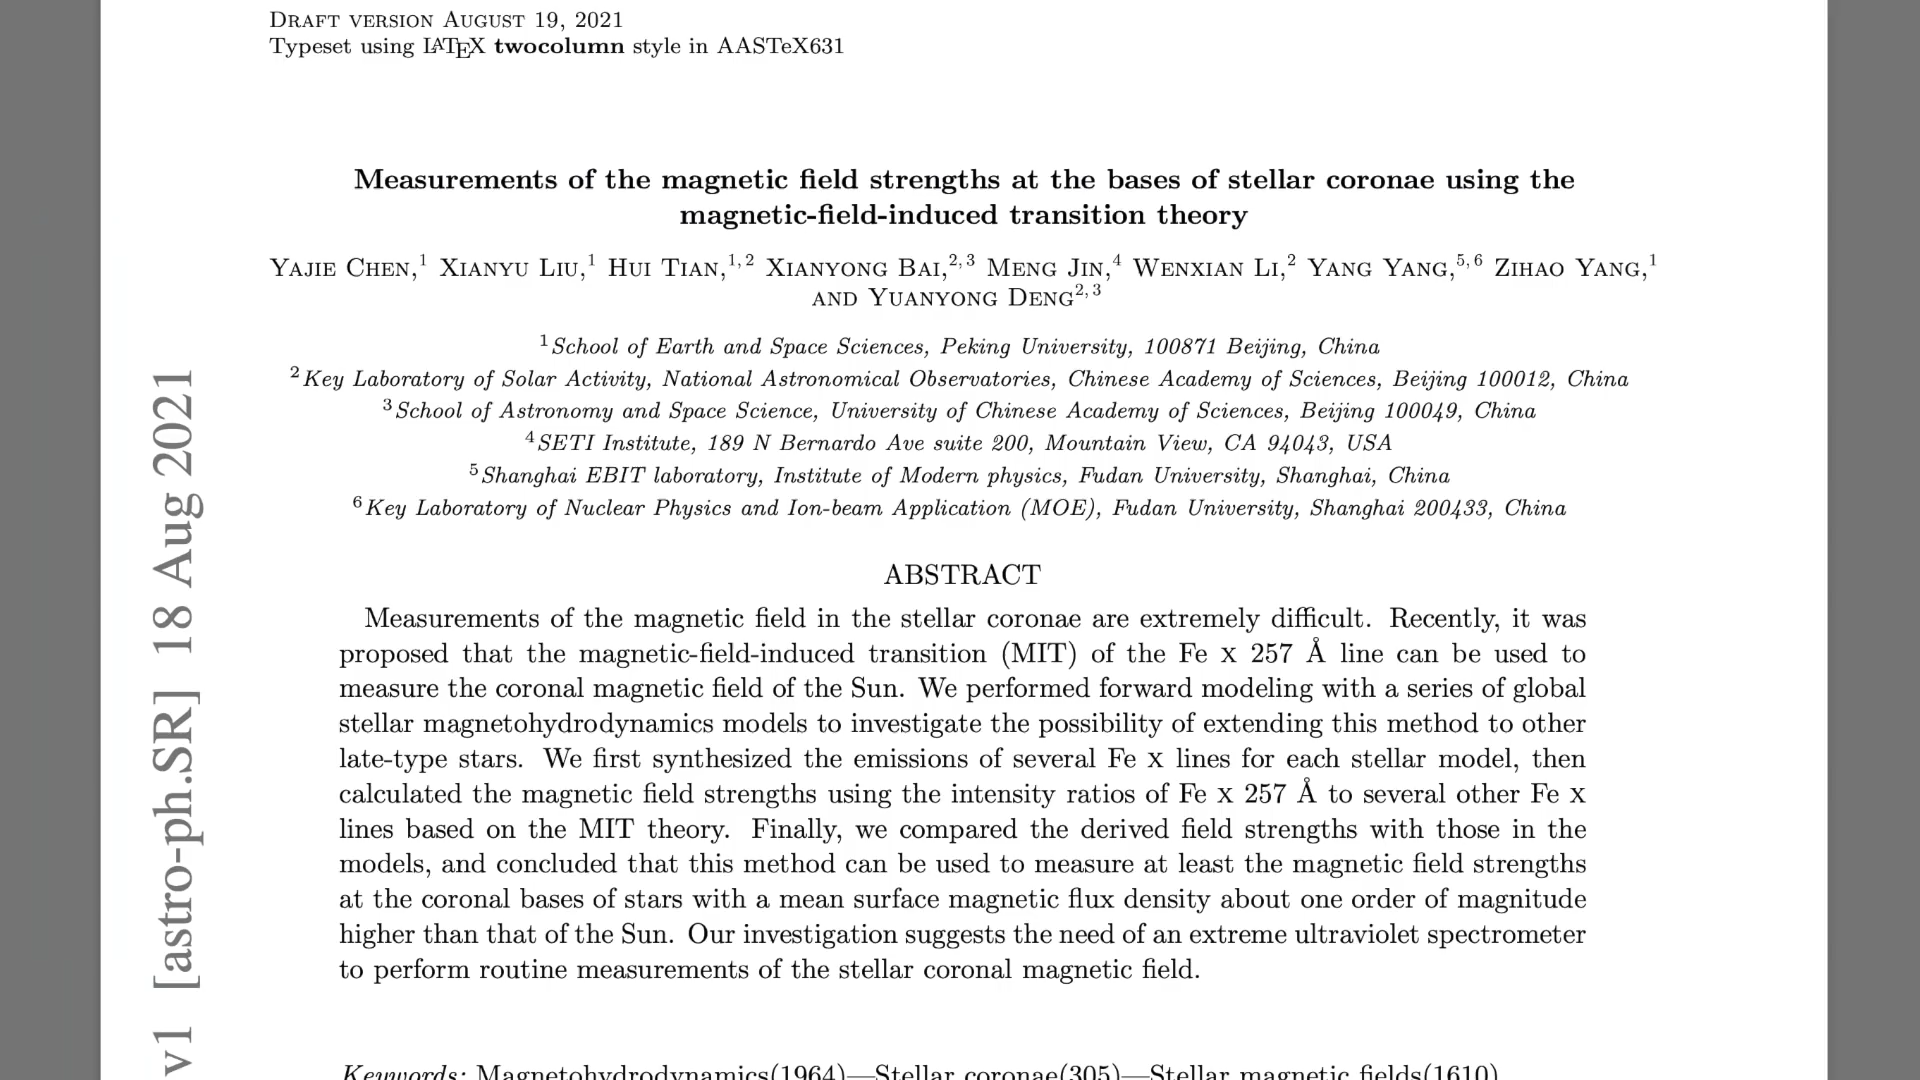 DRAFT VERSION AUGUST 19, 2021
Typeset using LATEX twocolumn style in AASTeX631
Measurements of the magnetic field strengths at the bases of stellar coronae using the
magnetic-field-induced transition theory
YAJIE CHEN,1 XIANYU LIU,1 HUI TIAN,1, 2 XIANYONG BAI,2, 3 MENG JIN,4 WENXIAN LI,2 YANG YANG,5, 6 ZIHAO YANG,1
AND YUANYONG DENG2, 3
1School of Earth and Space Sciences, Peking University, 100871 Beijing, China
2Key Laboratory of Solar Activity, National Astronomical Observatories, Chinese Academy of Sciences, Beijing 100012, China
3School of Astronomy and Space Science, University of Chinese Academy of Sciences, Beijing 100049, China
4SETI Institute, 189 N Bernardo Ave suite 200, Mountain View, CA 94043, USA
5Shanghai EBIT laboratory, Institute of Modern physics, Fudan University, Shanghai, China
6Key Laboratory of Nuclear Physics and Ion-beam Application (MOE), Fudan University, Shanghai 200433, China
ABSTRACT
Measurements of the magnetic field in the stellar coronae are extremely difficult. Recently, it was
proposed that the magnetic-field-induced transition (MIT) of the Fe X 257 Å line can be used to
measure the coronal magnetic field of the Sun. We performed forward modeling with a series of global
stellar magnetohydrodynamics models to investigate the possibility of extending this method to other
late-type stars. We first synthesized the emissions of several Fe X lines for each stellar model, then
calculated the magnetic field strengths using the intensity ratios of Fe X 257 Å to several other Fe X
lines based on the MIT theory. Finally, we compared the derived field strengths with those in the
models, and concluded that this method can be used to measure at least the magnetic field strengths
at the coronal bases of stars with a mean surface magnetic flux density about one order of magnitude
higher than that of the Sun. Our investigation suggests the need of an extreme ultraviolet spectrometer
to perform routine measurements of the stellar coronal magnetic field.
Keywords: Magnetohydrodynamics(1964)—Stellar coronae(305)—Stellar magnetic fields(1610)
v1 [astro-ph.SR] 18 Aug 2021